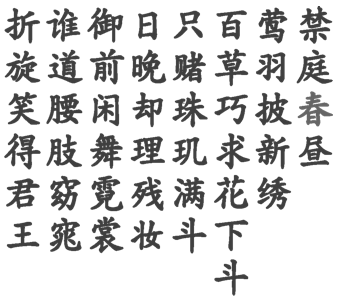 禁庭春昼
莺羽披新绣
百草巧求花下斗
只赌珠玑满斗
日晚却理残妆
御前闲舞霓裳
谁道腰肢窈窕
折旋笑得君王